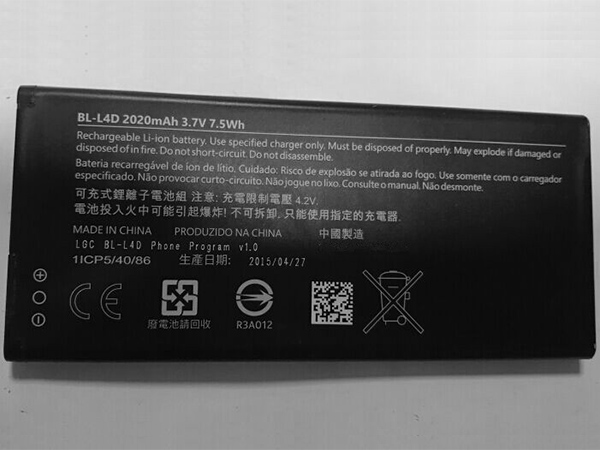 BL-L4D 2020mAh 3.7V 7.5Wh
Rechargeable Li-ion battery. Use specified charger only. Must be disposed of properly. May explode if damaged or
disposed of in fire. Do not short-circuit. Do not disassemble.
Bateria recarregável de íon de lítio. Cuidado: Risco de explosão se atirada ao fogo. Use somente com o carregador
especificado. Não provocar curto-circuito. Não jogue no lixo. Consulte o manual. Não desmonte.
可充式鋰離子電池組 注意: 充電限制電壓 4.2V.
電池投入火中可能引起爆炸! 不可拆卸. 只能使用指定的充電器.
MADE IN CHINA PRODUZIDO NA CHINA 中國製造
LGC BL-L4D Phone Program v1.0
1ICP5/40/86 生產日期: 2015/04/27
CE
廢電池請回收 R3A012